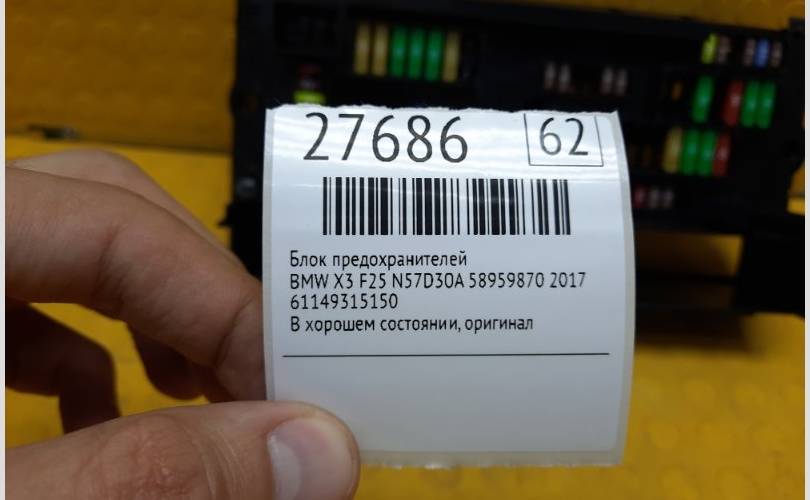 27686 62
Блок предохранителей
BMW X3 F25 N57D30A 58959870 2017
61149315150
В хорошем состоянии, оригинал